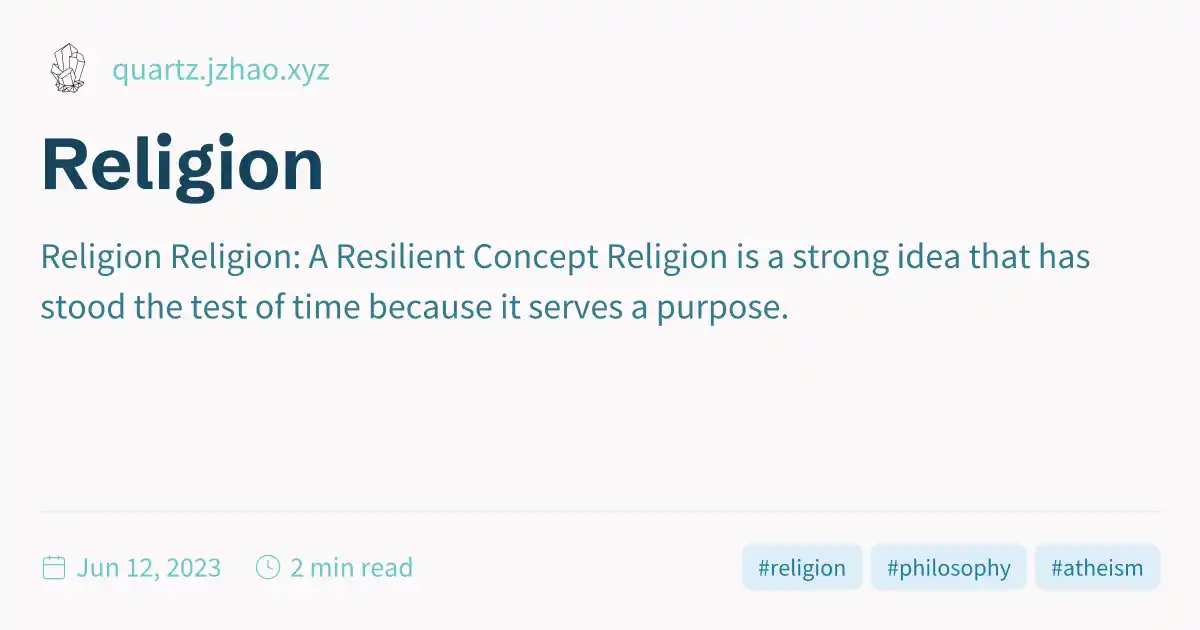 quartz.jzhao.xyz
Religion
Religion Religion: A Resilient Concept Religion is a strong idea that has
stood the test of time because it serves a purpose.
Jun 12, 2023 2 min read #religion #philosophy #atheism